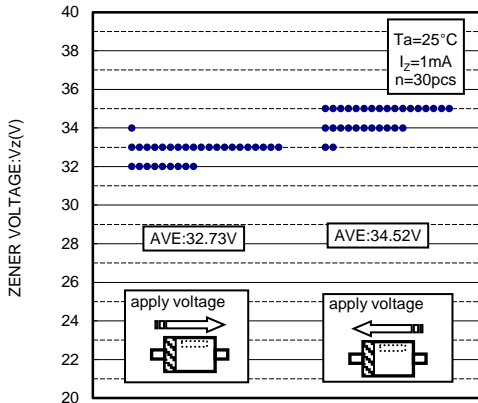 40
38
36
34
32
30
28
26
24
22
20
ZENER VOLTAGE:Vz(V)
Ta=25°C
IZ=1mA
n=30pcs
AVE:32.73V
AVE:34.52V
apply voltage
apply voltage